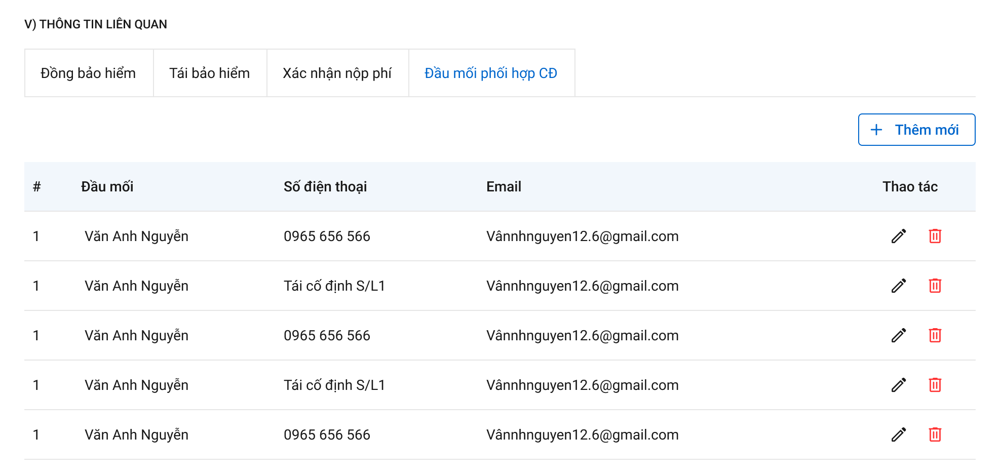 V) THÔNG TIN LIÊN QUAN
Đồng bảo hiểm Tái bảo hiểm Xác nhận nộp phí Đầu mối phối hợp CĐ
+ Thêm mới
# Đầu mối Số điện thoại Email Thao tác
1 Văn Anh Nguyễn 0965 656 566 Vânnhnguyen12.6@gmail.com
1 Văn Anh Nguyễn Tái cố định S/L1 Vânnhnguyen12.6@gmail.com
1 Văn Anh Nguyễn 0965 656 566 Vânnhnguyen12.6@gmail.com
1 Văn Anh Nguyễn Tái cố định S/L1 Vânnhnguyen12.6@gmail.com
1 Văn Anh Nguyễn 0965 656 566 Vânnhnguyen12.6@gmail.com